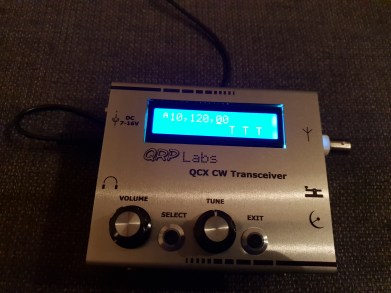 A10,120.00
T T T
DC
7-16V
QRP Labs
QCX CW Transceiver
VOLUME
SELECT
TUNE
EXIT